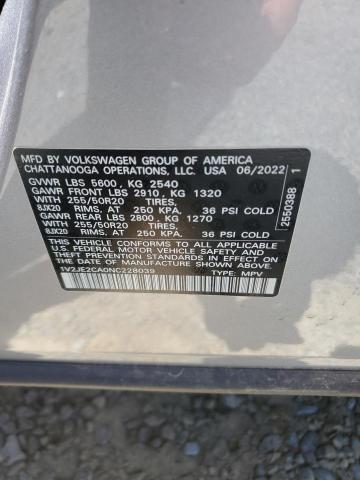 MFD BY VOLKSWAGEN GROUP OF AMERICA
CHATTANOOGA OPERATIONS, LLC. USA 06/2022
GVWR LBS 5600 , KG 2540
GAWR FRONT LBS 2910 , KG 1320
WITH 255/50R20 TIRES,
8JX20 RIMS, AT 250 KPA, 36 PSI COLD
GAWR REAR LBS 2800 , KG 1270
WITH 255/50R20 TIRES,
8JX20 RIMS, AT 250 KPA, 36 PSI COLD
THIS VEHICLE CONFORMS TO ALL APPLICABLE
U.S. FEDERAL MOTOR VEHICLE SAFETY AND
THEFT PREVENTION STANDARDS IN EFFECT ON THE
DATE OF MANUFACTURE SHOWN ABOVE.
1V2JE2CA0NC228039 TYPE: MPV
2550388 1